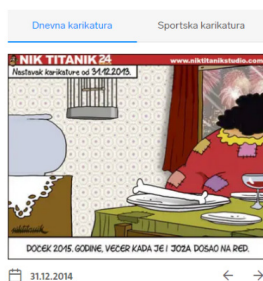 Dnevna karikatura
Sportska karikatura
NIK TITANIK 24
www.niktitanikstudio.com
Nastavak karikature od 31.12.2013.
DOČEK 2015. GODINE, VEČER KADA JE I JOŽA DOŠAO NA RED.
31.12.2014